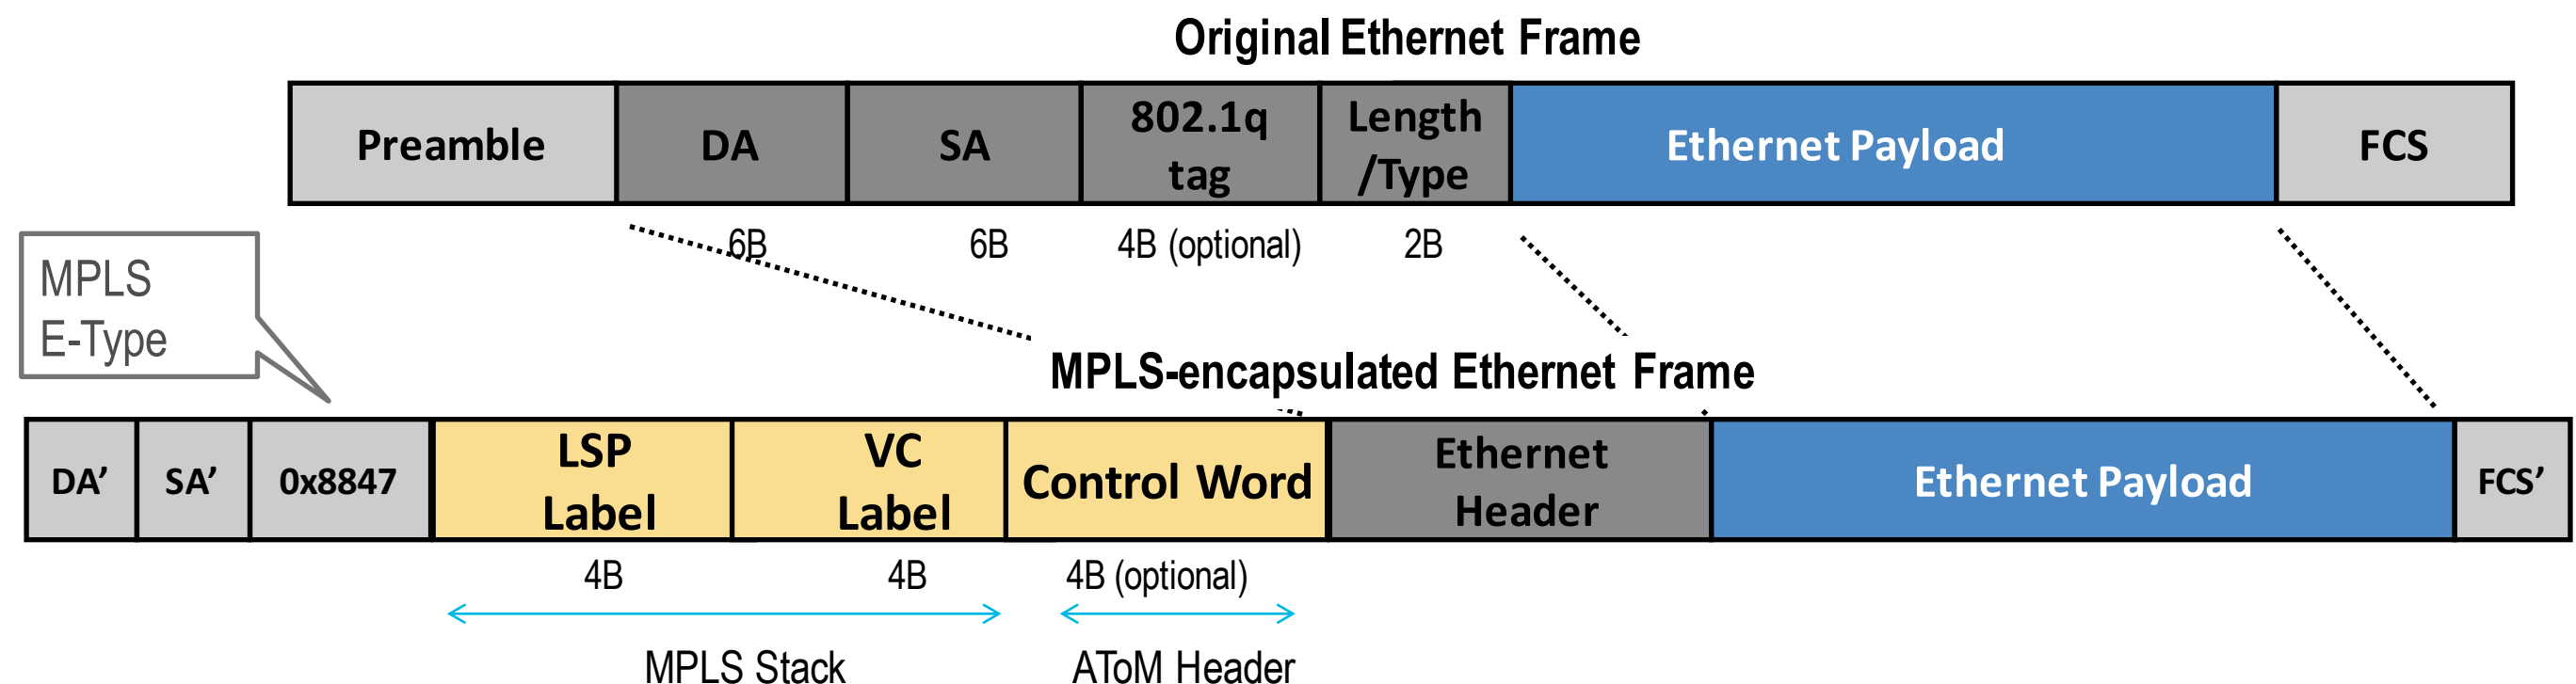 Original Ethernet Frame
Preamble DA SA 802.1q tag Length /Type Ethernet Payload FCS
6B 6B 4B (optional) 2B
MPLS
E-Type
MPLS-encapsulated Ethernet Frame
DA’ SA’ 0x8847 LSP Label VC Label Control Word Ethernet Header Ethernet Payload FCS’
4B 4B 4B (optional)
MPLS Stack AToM Header